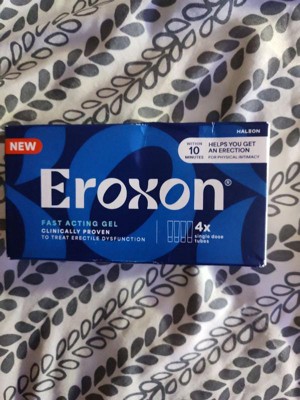 HALEON
NEW
WITHIN
10
MINUTES
HELPS YOU GET
AN ERECTION
FOR PHYSICAL INTIMACY
Eroxon®
FAST ACTING GEL
CLINICALLY PROVEN
TO TREAT ERECTILE DYSFUNCTION
4x
single dose
tubes